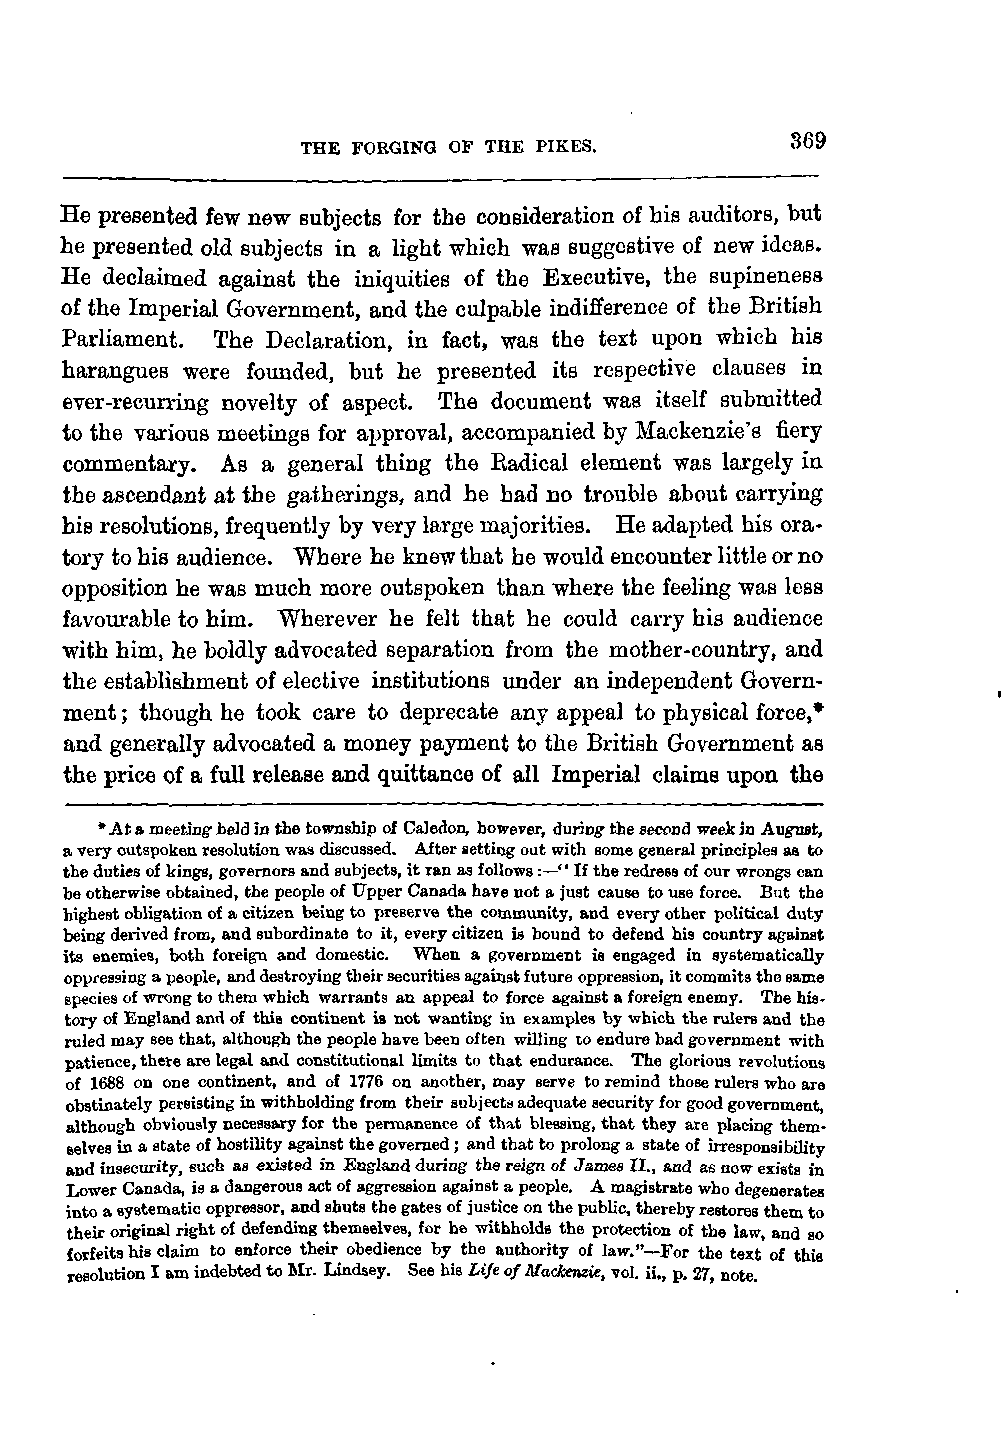 THE FORGING OF THE PIKES. 369
He presented few new subjects for the consideration of his auditors, but
he presented old subjects in a light which was suggestive of new ideas.
He declaimed against the iniquities of the Executive, the supineness
of the Imperial Government, and the culpable indifference of the British
Parliament. The Declaration, in fact, was the text upon which his
harangues were founded, but he presented its respective clauses in
ever-recurring novelty of aspect. The document was itself submitted
to the various meetings for approval, accompanied by Mackenzie's fiery
commentary. As a general thing the Radical element was largely in
the ascendant at the gatherings, and he had no trouble about carrying
his resolutions, frequently by very large majorities. He adapted his ora-
tory to his audience. Where he knew that he would encounter little or no
opposition he was much more outspoken than where the feeling was less
favourable to him. Wherever he felt that he could carry his audience
with him, he boldly advocated separation from the mother-country, and
the establishment of elective institutions under an independent Govern-
ment; though he took care to deprecate any appeal to physical force,*
and generally advocated a money payment to the British Government as
the price of a full release and quittance of all Imperial claims upon the
*At a meeting held in the township of Caledon, however, during the second week in August,
a very outspoken resolution was discussed. After setting out with some general principles as to
the duties of kings, governors and subjects, it ran as follows:—"If the redress of our wrongs can
be otherwise obtained, the people of Upper Canada have not a just cause to use force. But the
highest obligation of a citizen being to preserve the community, and every other political duty
being derived from, and subordinate to it, every citizen is bound to defend his country against
its enemies, both foreign and domestic. When a government is engaged in systematically
oppressing a people, and destroying their securities against future oppression, it commits the same
species of wrong to them which warrants an appeal to force against a foreign enemy. The his-
tory of England and of this continent is not wanting in examples by which the rulers and the
ruled may see that, although the people have been often willing to endure bad government with
patience, there are legal and constitutional limits to that endurance. The glorious revolutions
of 1688 on one continent, and of 1776 on another, may serve to remind those rulers who are
obstinately persisting in withholding from their subjects adequate security for good government,
although obviously necessary for the permanence of that blessing, that they are placing them-
selves in a state of hostility against the governed; and that to prolong a state of irresponsibility
and insecurity, such as existed in England during the reign of James II., and as now exists in
Lower Canada, is a dangerous act of aggression against a people. A magistrate who degenerates
into a systematic oppressor, and shuts the gates of justice on the public, thereby restores them to
their original right of defending themselves, for he withholds the protection of the law, and so
forfeits his claim to enforce their obedience by the authority of law."—For the text of this
resolution I am indebted to Mr. Lindsey. See his Life of Mackenzie, vol. ii., p. 27, note.